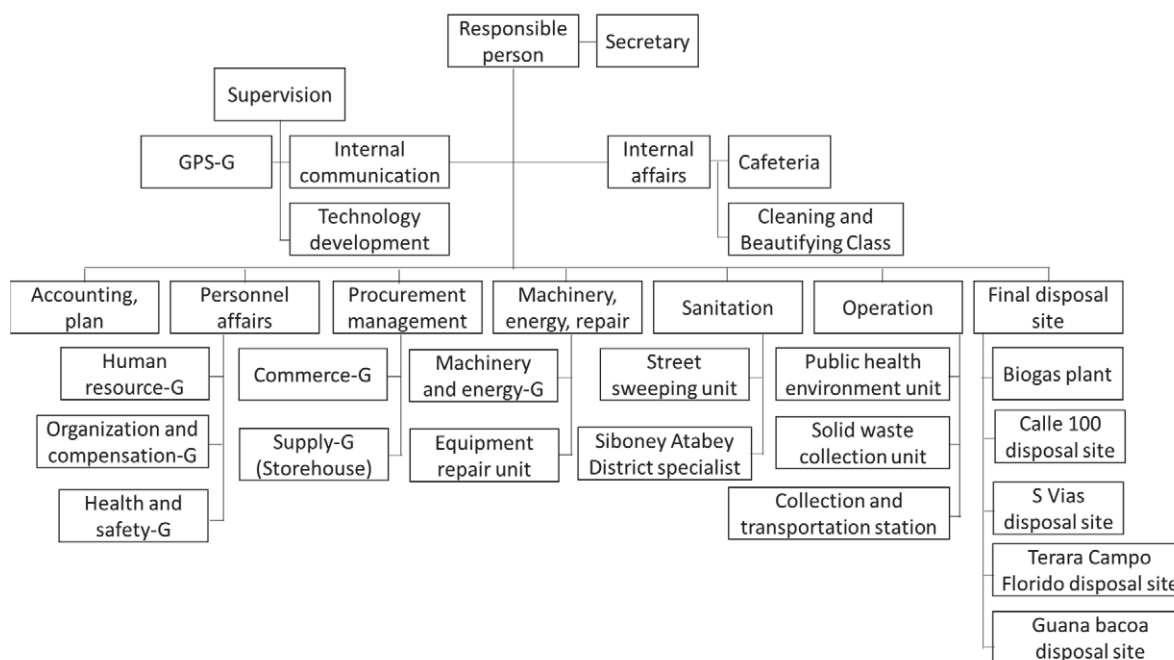 Responsible
person
Secretary
Supervision
GPS-G
Internal
communication
Internal
affairs
Cafeteria
Technology
development
Cleaning and
Beautifying Class
Accounting,
plan
Personnel
affairs
Procurement
management
Machinery,
energy, repair
Sanitation
Operation
Final disposal
site
Human
resource-G
Organization and
compensation-G
Health and
safety-G
Commerce-G
Supply-G
(Storehouse)
Machinery
and energy-G
Equipment
repair unit
Street
sweeping unit
Siboney Atabey
District specialist
Public health
environment unit
Solid waste
collection unit
Collection and
transportation station
Biogas plant
Calle 100
disposal site
S Vias
disposal site
Terara Campo
Florido disposal site
Guana bacoa
disposal site